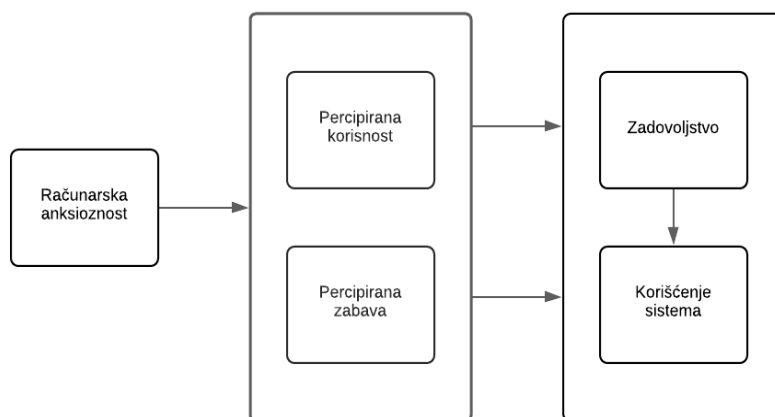 Računarska
anksioznost
Percipirana
korisnost
Percipirana
zabava
Zadovoljstvo
Korišćenje
sistema